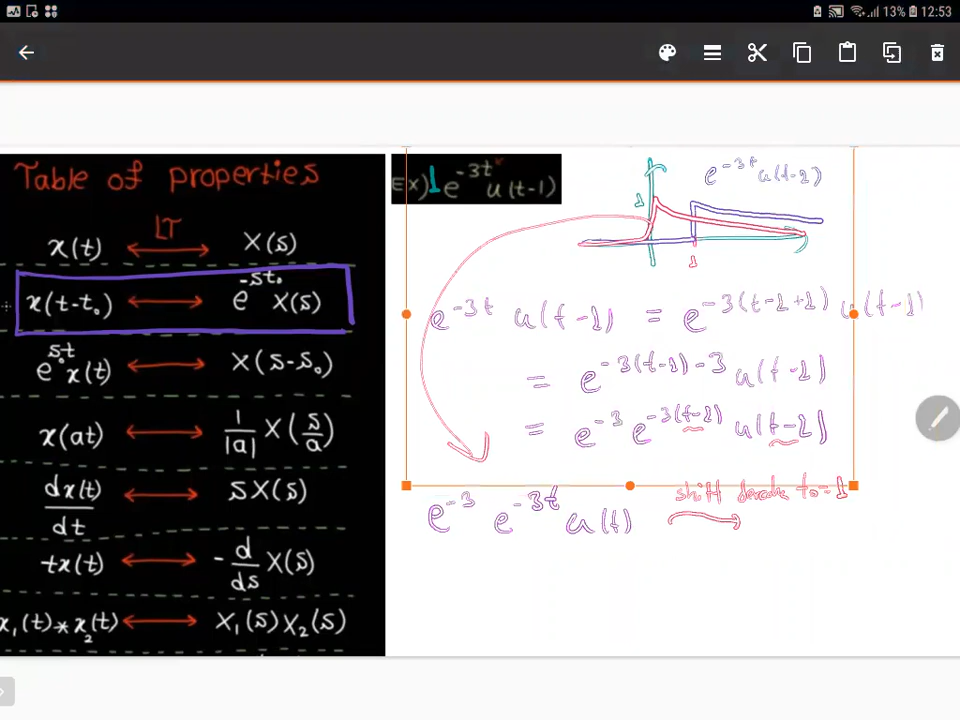 13% 12:53
Table of properties
LT
x(t) ⟷ X(s)
x(t-t₀) ⟷ e^{-st₀} X(s)
e^{s₀t} x(t) ⟷ X(s-s₀)
x(at) ⟷ 1/|a| X(s/a)
dx(t)/dt ⟷ sX(s)
tx(t) ⟷ -d/ds X(s)
x₁(t)*x₂(t) ⟷ X₁(s)X₂(s)
Ex) 1 e^{-3t} u(t-1)
e^{-3t} u(t-1)
1
1
e^{-3t} u(t-1) = e^{-3(t-1+1)} u(t-1)
= e^{-3(t-1)-3} u(t-1)
= e^{-3} e^{-3(t-1)} u(t-1)
shift to=1
e^{-3} e^{-3t} u(t)